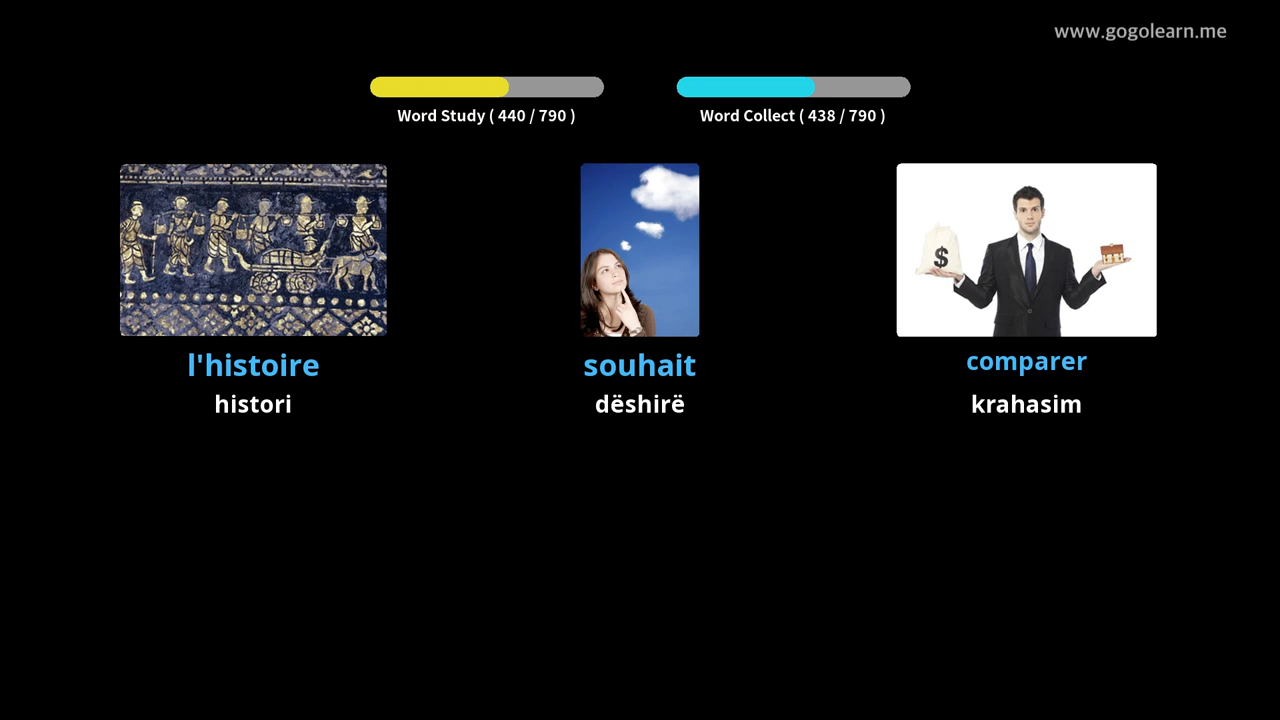 www.gogolearn.me
Word Study ( 440 / 790 )
Word Collect ( 438 / 790 )
$
l'histoire
souhait
comparer
histori
dëshirë
krahasim